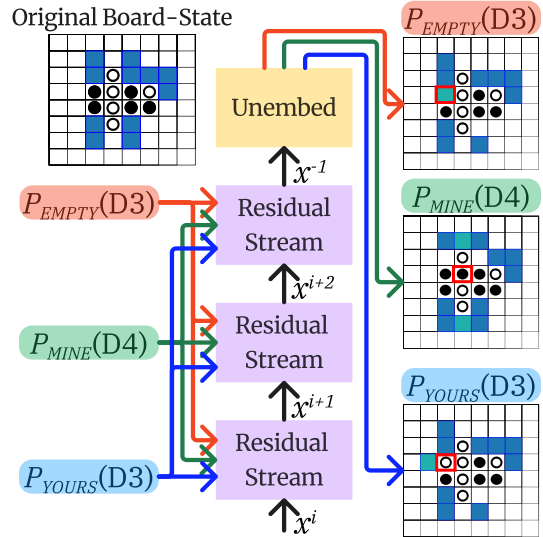 Original Board-State
P_EMPTY(D3)
Unembed
x^-1
P_EMPTY(D3)
Residual
Stream
P_MINE(D4)
x^i+2
P_MINE(D4)
Residual
Stream
x^i+1
P_YOURS(D3)
P_YOURS(D3)
Residual
Stream
x^i